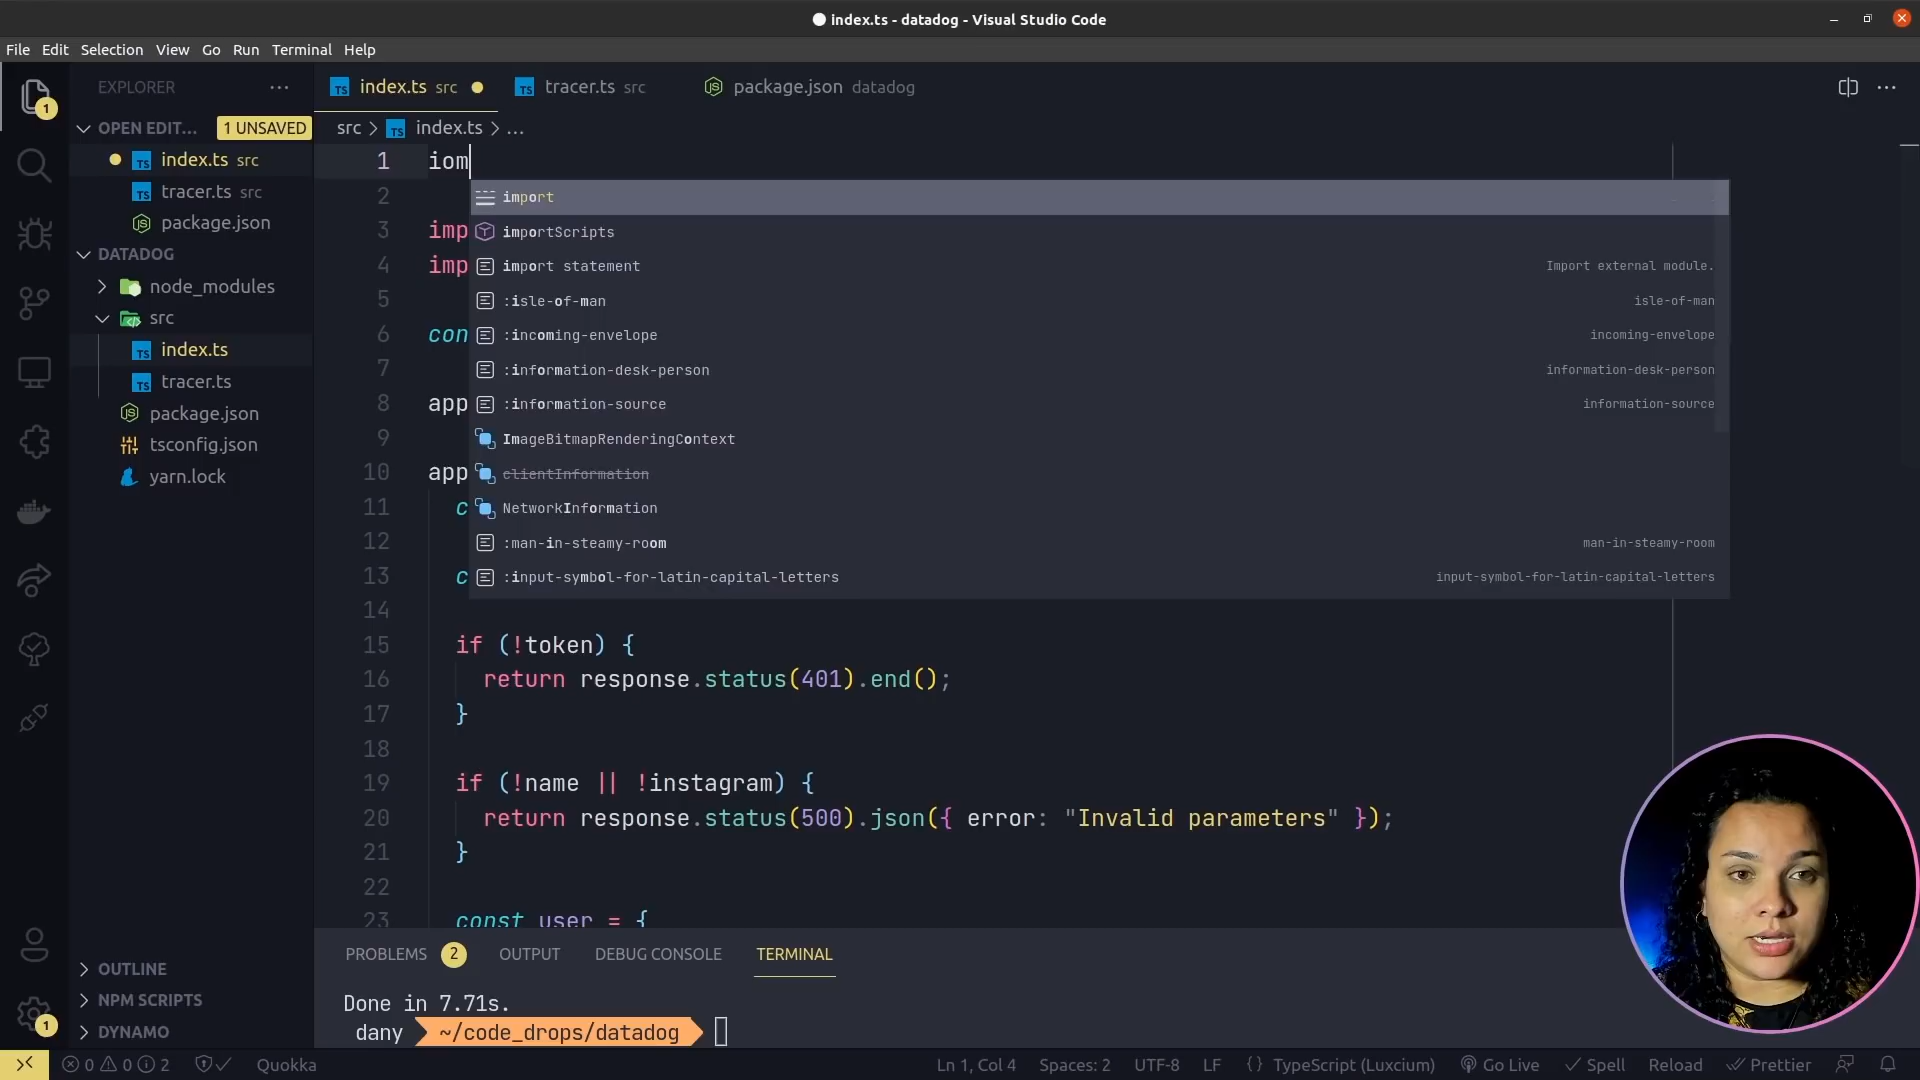 index.ts - datadog - Visual Studio Code
File Edit Selection View Go Run Terminal Help
EXPLORER ...
index.ts src
tracer.ts src
package.json datadog
OPEN EDIT... 1 UNSAVED
src > index.ts > ...
index.ts src
tracer.ts src
package.json
DATADOG
node_modules
src
index.ts
tracer.ts
package.json
tsconfig.json
yarn.lock
OUTLINE
NPM SCRIPTS
DYNAMO
1
1
1 iom
2
3 imp
4 imp
5
6 con
7
8 app
9
10 app
11 c
12
13 c
14
15 if (!token) {
16 return response.status(401).end();
17 }
18
19 if (!name || !instagram) {
20 return response.status(500).json({ error: "Invalid parameters" });
21 }
22
23 const user = {
import
importScripts
import statement Import external module.
:isle-of-man isle-of-man
:incoming-envelope incoming-envelope
:information-desk-person information-desk-person
:information-source information-source
ImageBitmapRenderingContext
clientInformation
NetworkInformation
:man-in-steamy-room man-in-steamy-room
:input-symbol-for-latin-capital-letters input-symbol-for-latin-capital-letters
PROBLEMS 2 OUTPUT DEBUG CONSOLE TERMINAL
Done in 7.71s.
dany ~/code_drops/datadog
0 0 2 Quokka Ln 1, Col 4 Spaces: 2 UTF-8 LF {} TypeScript (Luxcium) Go Live Spell Reload Prettier